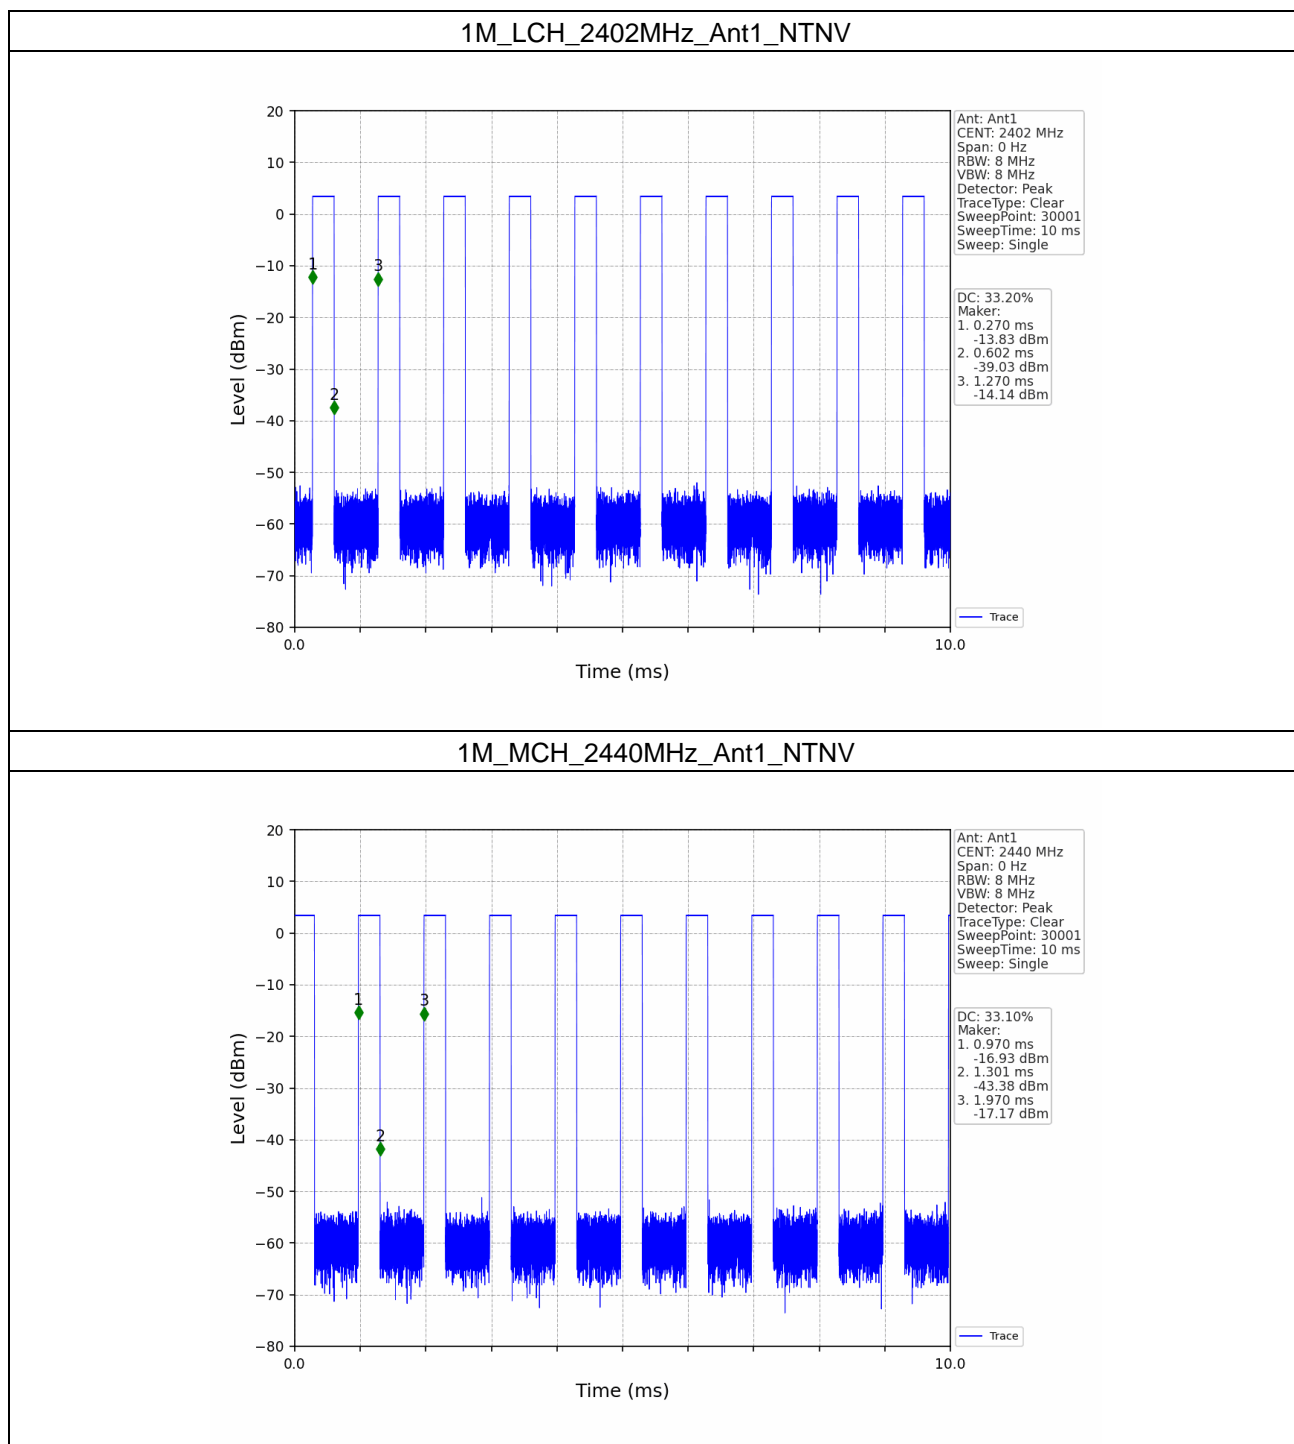 1M_LCH_2402MHz_Ant1_NTNV
20
10
0
−10
−20
−30
−40
−50
−60
−70
−80
Level (dBm)
0.0
10.0
Time (ms)
1
2
3
Ant: Ant1
CENT: 2402 MHz
Span: 0 Hz
RBW: 8 MHz
VBW: 8 MHz
Detector: Peak
TraceType: Clear
SweepPoint: 30001
SweepTime: 10 ms
Sweep: Single
DC: 33.20%
Maker:
1. 0.270 ms
-13.83 dBm
2. 0.602 ms
-39.03 dBm
3. 1.270 ms
-14.14 dBm
Trace
1M_MCH_2440MHz_Ant1_NTNV
20
10
0
−10
−20
−30
−40
−50
−60
−70
−80
Level (dBm)
0.0
10.0
Time (ms)
1
2
3
Ant: Ant1
CENT: 2440 MHz
Span: 0 Hz
RBW: 8 MHz
VBW: 8 MHz
Detector: Peak
TraceType: Clear
SweepPoint: 30001
SweepTime: 10 ms
Sweep: Single
DC: 33.10%
Maker:
1. 0.970 ms
-16.93 dBm
2. 1.301 ms
-43.38 dBm
3. 1.970 ms
-17.17 dBm
Trace